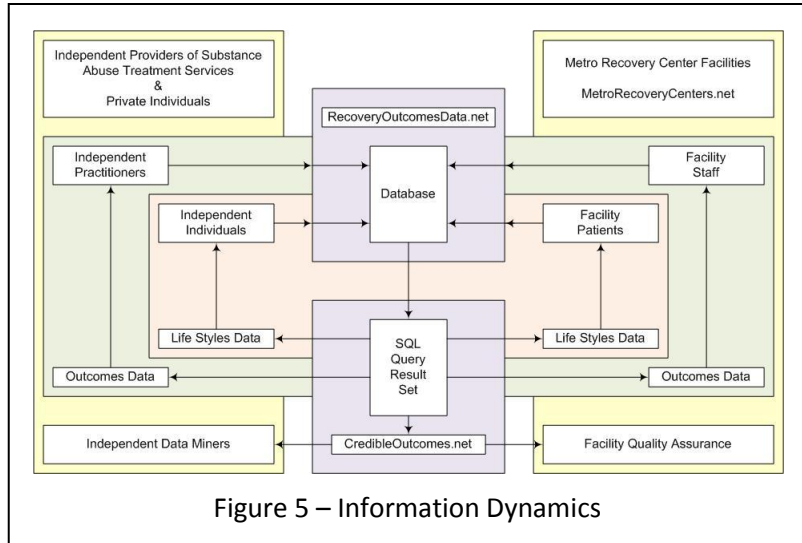 Independent Providers of Substance
Abuse Treatment Services
&
Private Individuals
Metro Recovery Center Facilities
MetroRecoveryCenters.net
RecoveryOutcomesData.net
Independent
Practitioners
Database
Facility
Staff
Independent
Individuals
Facility
Patients
Life Styles Data
SQL
Query
Result
Set
Life Styles Data
Outcomes Data
Outcomes Data
Independent Data Miners
CredibleOutcomes.net
Facility Quality Assurance
Figure 5 – Information Dynamics